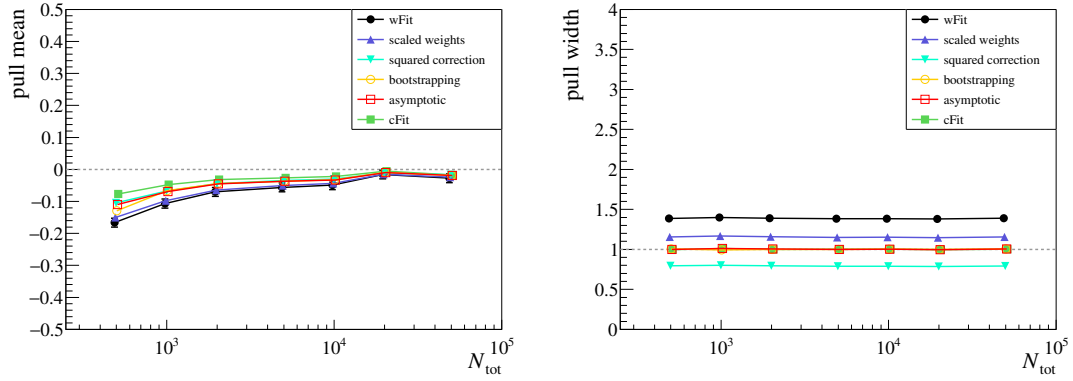 pull mean
0.5
0.4
0.3
0.2
0.1
0
−0.1
−0.2
−0.3
−0.4
−0.5
10³
10⁴
10⁵
N_tot
wFit
scaled weights
squared correction
bootstrapping
asymptotic
cFit
pull width
4
3.5
3
2.5
2
1.5
1
0.5
0
10³
10⁴
10⁵
N_tot
wFit
scaled weights
squared correction
bootstrapping
asymptotic
cFit